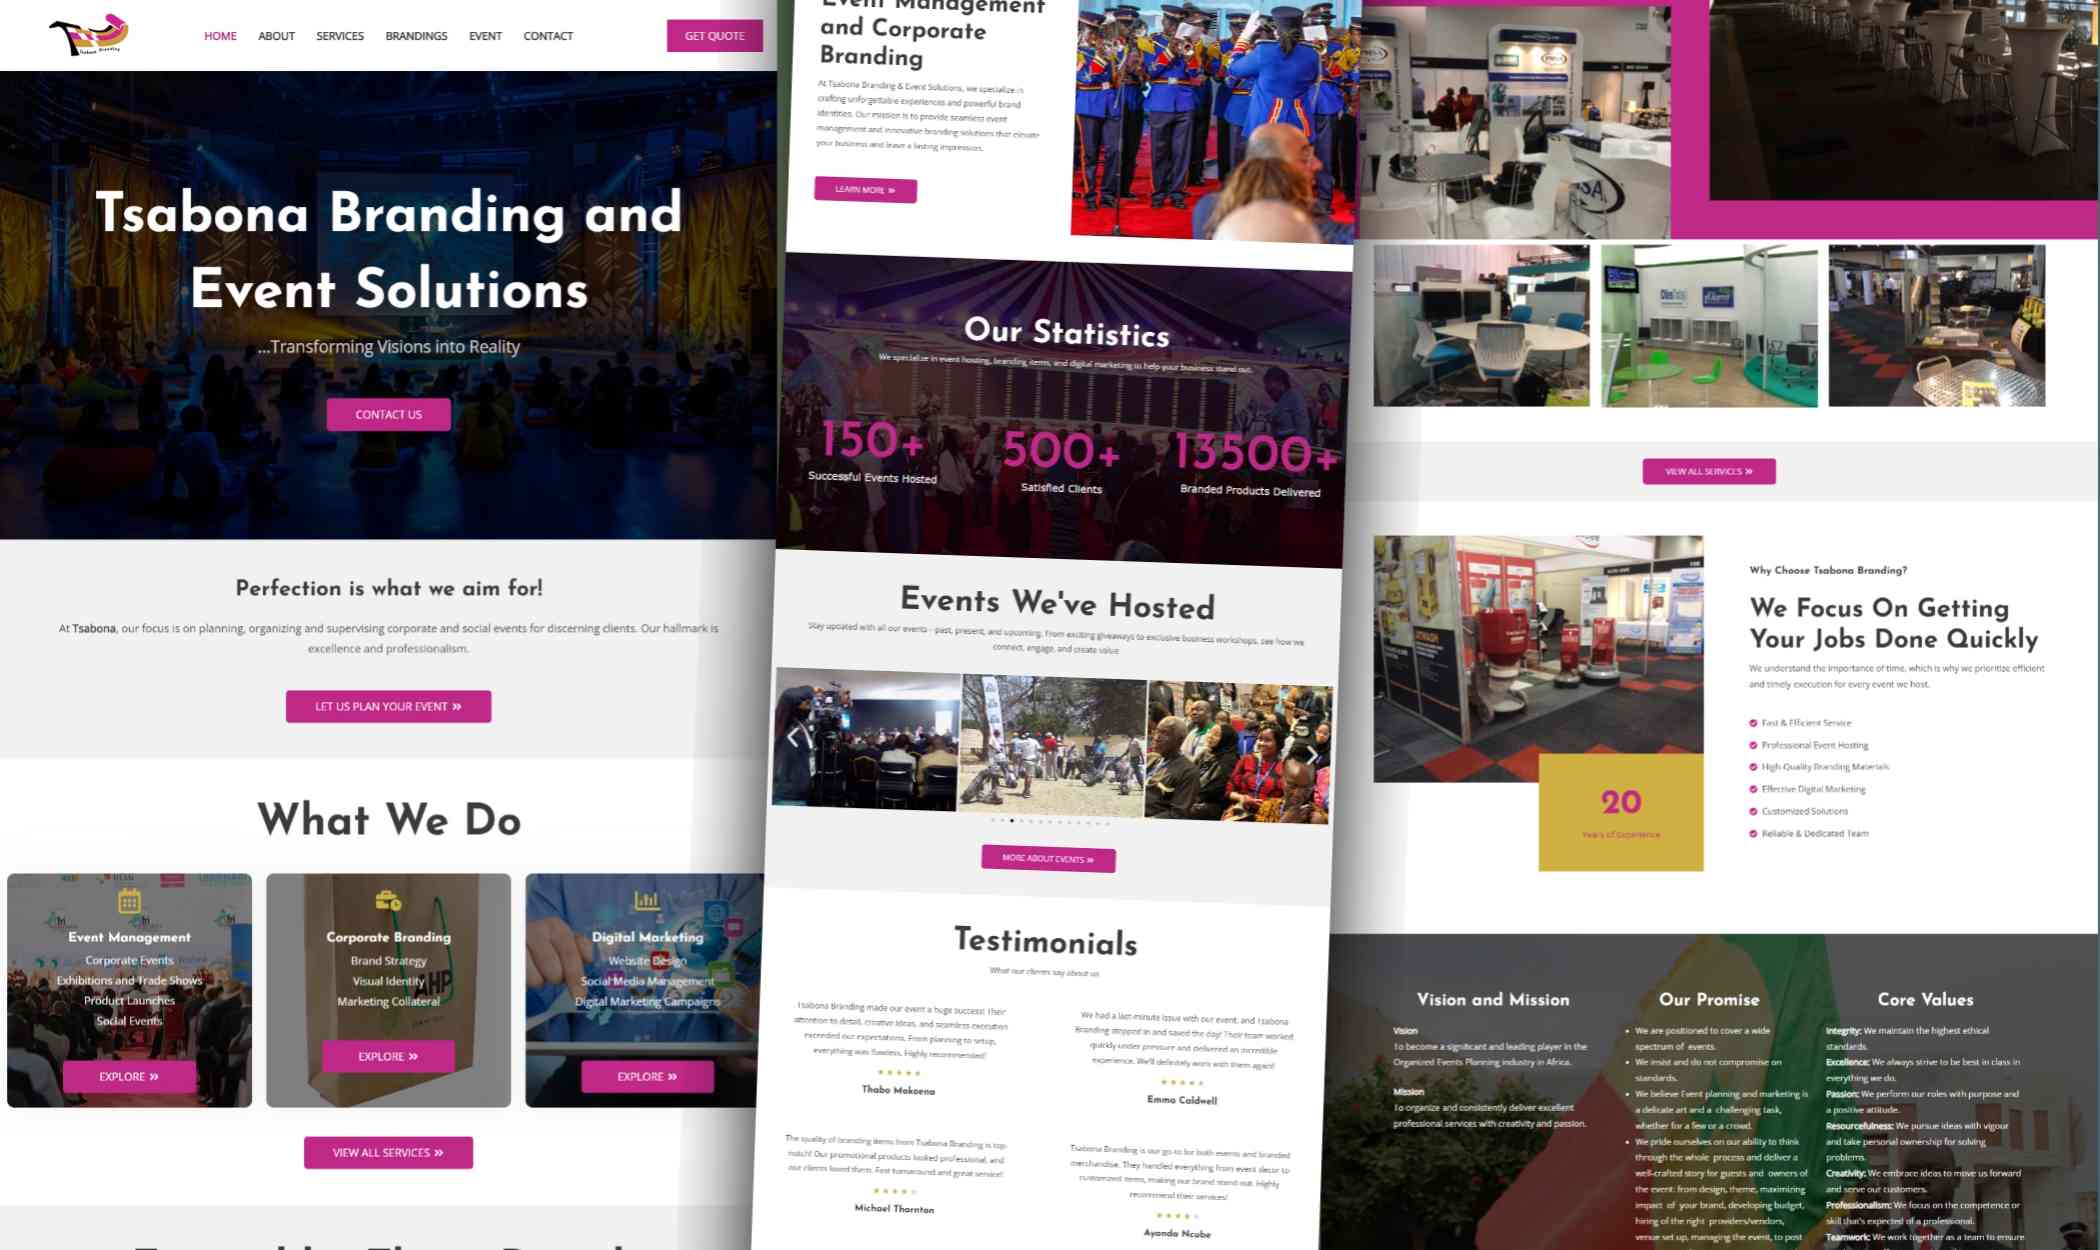 Tsabona Branding
HOME
ABOUT
SERVICES
BRANDINGS
EVENT
CONTACT
GET QUOTE
Tsabona Branding and
Event Solutions
...Transforming Visions into Reality
CONTACT US
Perfection is what we aim for!
At Tsabona, our focus is on planning, organizing and supervising corporate and social events for discerning clients. Our hallmark is
excellence and professionalism.
LET US PLAN YOUR EVENT »
What We Do
Event Management
Corporate Events
Exhibitions and Trade Shows
Product Launches
Social Events
EXPLORE »
Corporate Branding
Brand Strategy
Visual Identity
Marketing Collateral
EXPLORE »
Digital Marketing
Website Design
Social Media Management
Digital Marketing Campaigns
EXPLORE »
VIEW ALL SERVICES »
Event Management
and Corporate
Branding
At Tsabona Branding & Event Solutions, we specialize in
crafting unforgettable experiences and powerful brand
identities. Our mission is to provide seamless event
management and innovative branding solutions that elevate
your business and leave a lasting impression.
LEARN MORE »
Our Statistics
We specialize in event hosting, branding items, and digital marketing to help your business stand out.
150+
Successful Events Hosted
500+
Satisfied Clients
13500+
Branded Products Delivered
Events We've Hosted
Stay updated with all our events - past, present, and upcoming. From exciting giveaways to exclusive business workshops, see how we
connect, engage, and create value
MORE ABOUT EVENTS »
Testimonials
What our clients say about us
Tsabona Branding made our event a huge success! Their
attention to detail, creative ideas, and seamless execution
exceeded our expectations. From planning to setup,
everything was flawless. Highly recommended!
Thabo Mokoena
We had a last-minute issue with our event, and Tsabona
Branding stepped in and saved the day! Their team worked
quickly under pressure and delivered an incredible
experience. We'll definitely work with them again!
Emma Caldwell
The quality of branding items from Tsabona Branding is top-
notch! Our promotional products looked professional, and
our clients loved them. Fast turnaround and great service!
Michael Thornton
Tsabona Branding is our go-to for both events and branded
merchandise. They handled everything from event decor to
customized items, making our brand stand out. Highly
recommend their services!
Ayanda Ncube
VIEW ALL SERVICES »
20
Years of Experience
Why Choose Tsabona Branding?
We Focus On Getting
Your Jobs Done Quickly
We understand the importance of time, which is why we prioritize efficient
and timely execution for every event we host.
Fast & Efficient Service
Professional Event Hosting
High-Quality Branding Materials
Effective Digital Marketing
Customized Solutions
Reliable & Dedicated Team
Vision and Mission
Vision
To become a significant and leading player in the
Organized Events Planning industry in Africa.
Mission
To organize and consistently deliver excellent
professional services with creativity and passion.
Our Promise
• We are positioned to cover a wide
spectrum of events.
• We insist and do not compromise on
standards.
• We believe Event planning and marketing is
a delicate art and a challenging task,
whether for a few or a crowd.
• We pride ourselves on our ability to think
through the whole process and deliver a
well-crafted story for guests and owners of
the event: from design, theme, maximizing
impact of your brand, developing budget,
hiring of the right providers/vendors,
venue set up, managing the event, to post
Core Values
Integrity: We maintain the highest ethical
standards.
Excellence: We always strive to be best in class in
everything we do.
Passion: We perform our roles with purpose and
a positive attitude.
Resourcefulness: We pursue ideas with vigour
and take personal ownership for solving
problems.
Creativity: We embrace ideas to move us forward
and serve our customers.
Professionalism: We focus on the competence or
skill that's expected of a professional.
Teamwork: We work together as a team to ensure